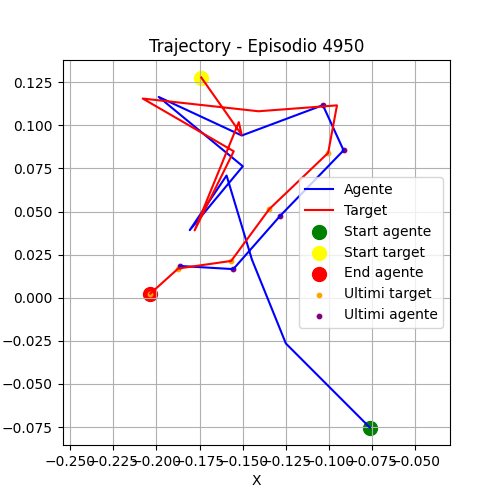 Trajectory - Episodio 4950
0.125
0.100
0.075
0.050
0.025
0.000
−0.025
−0.050
−0.075
Agente
Target
Start agente
Start target
End agente
Ultimi target
Ultimi agente
−0.250 −0.225 −0.200 −0.175 −0.150 −0.125 −0.100 −0.075 −0.050
X